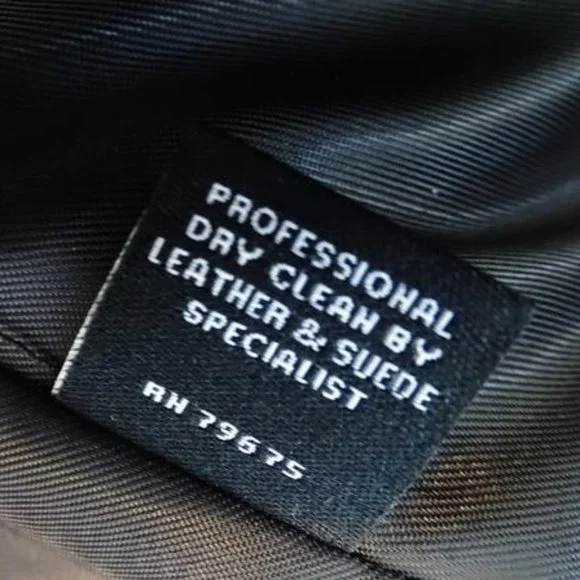 PROFESSIONAL
DRY CLEAN BY
LEATHER & SUEDE
SPECIALIST
RN 79675